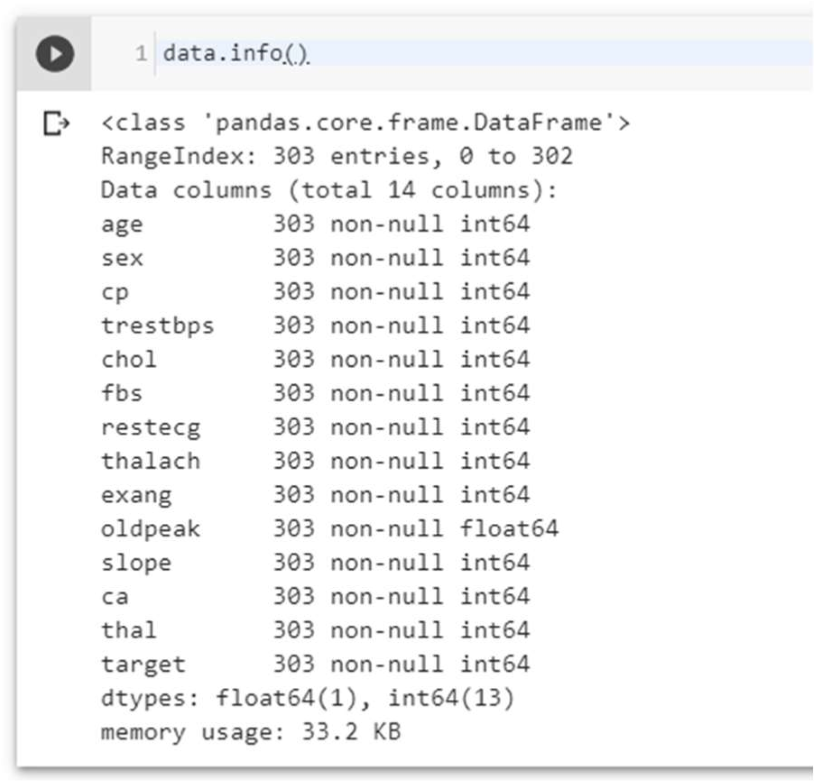 1 data.info()
<class 'pandas.core.frame.DataFrame'>
RangeIndex: 303 entries, 0 to 302
Data columns (total 14 columns):
age         303 non-null int64
sex         303 non-null int64
cp          303 non-null int64
trestbps    303 non-null int64
chol        303 non-null int64
fbs         303 non-null int64
restecg     303 non-null int64
thalach     303 non-null int64
exang       303 non-null int64
oldpeak     303 non-null float64
slope       303 non-null int64
ca          303 non-null int64
thal        303 non-null int64
target      303 non-null int64
dtypes: float64(1), int64(13)
memory usage: 33.2 KB